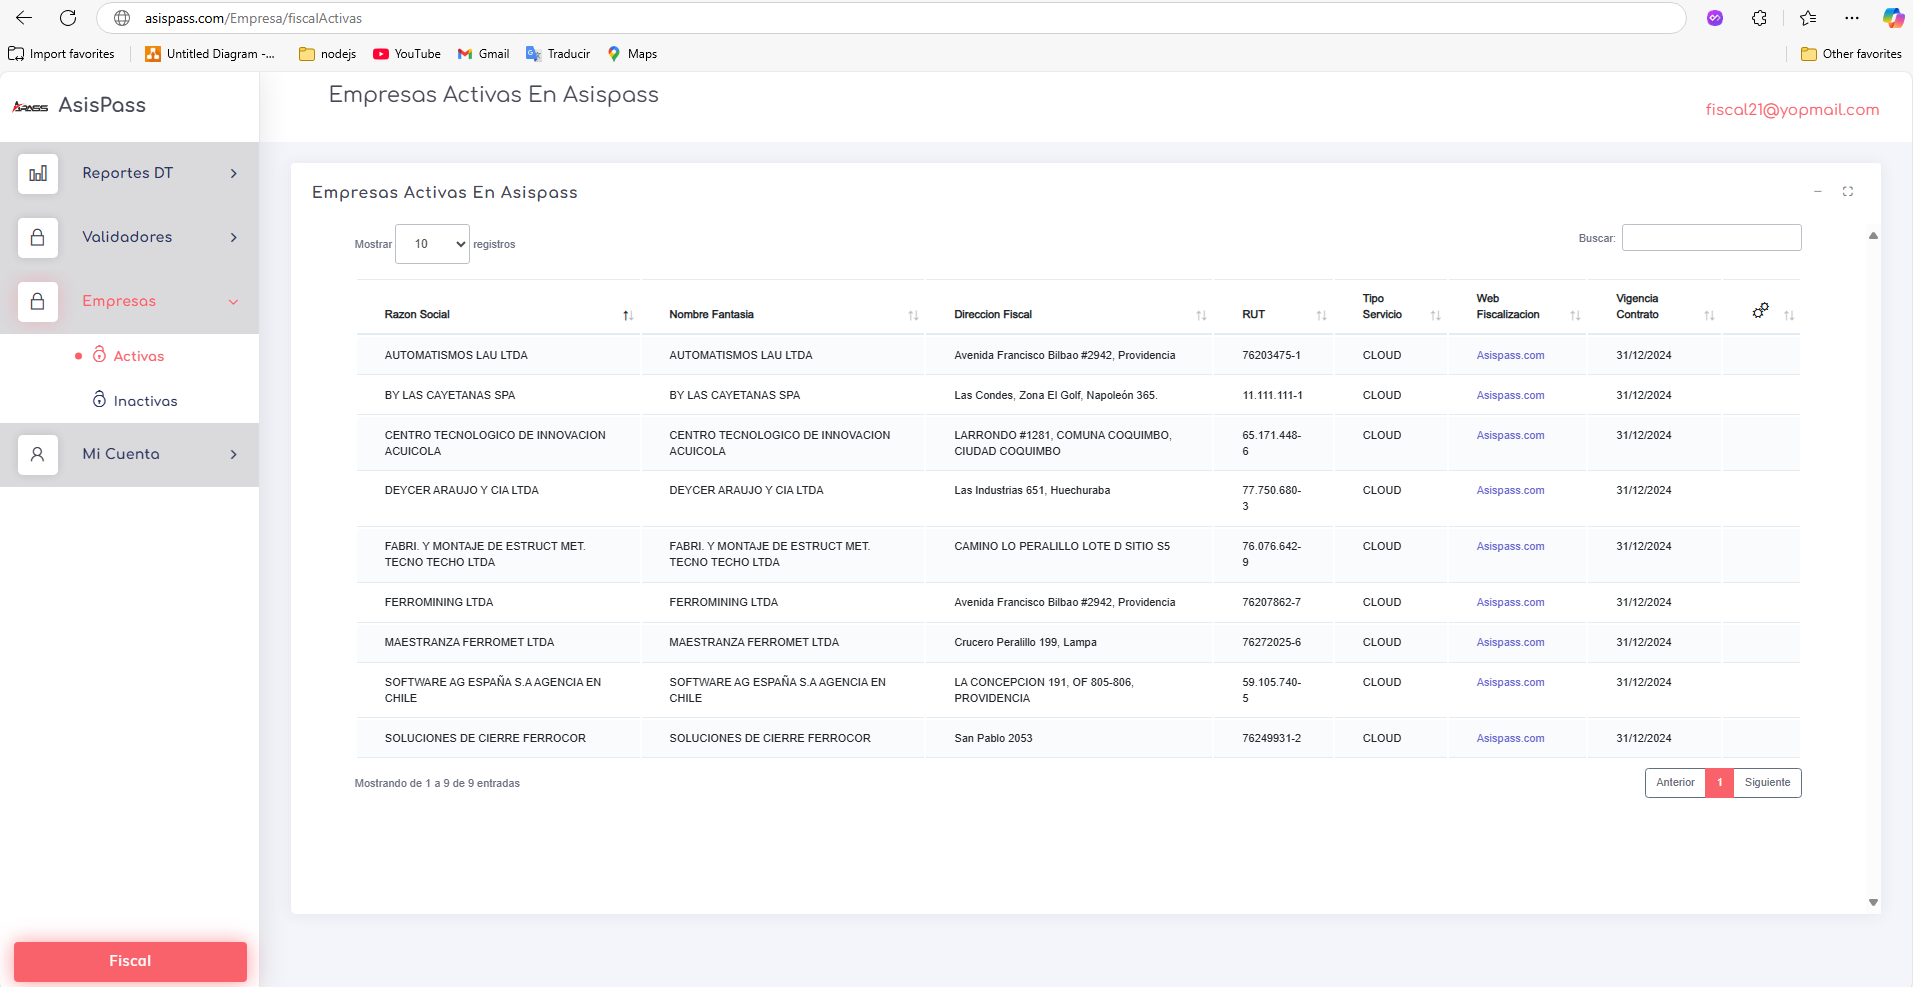 asispass.com/Empresa/fiscalActivas
Import favorites
Untitled Diagram -...
nodejs
YouTube
Gmail
Traducir
Maps
Other favorites
APASS AsisPass
Empresas Activas En Asispass
fiscal21@yopmail.com
Reportes DT
Validadores
Empresas
Activas
Inactivas
Mi Cuenta
Fiscal
Empresas Activas En Asispass
Mostrar 10 registros
Buscar:
Razon Social Nombre Fantasia Direccion Fiscal RUT Tipo Servicio Web Fiscalizacion Vigencia Contrato
AUTOMATISMOS LAU LTDA AUTOMATISMOS LAU LTDA Avenida Francisco Bilbao #2942, Providencia 76203475-1 CLOUD Asispass.com 31/12/2024
BY LAS CAYETANAS SPA BY LAS CAYETANAS SPA Las Condes, Zona El Golf, Napoleón 365. 11.111.111-1 CLOUD Asispass.com 31/12/2024
CENTRO TECNOLOGICO DE INNOVACION ACUICOLA CENTRO TECNOLOGICO DE INNOVACION ACUICOLA LARRONDO #1281, COMUNA COQUIMBO, CIUDAD COQUIMBO 65.171.448-6 CLOUD Asispass.com 31/12/2024
DEYCER ARAUJO Y CIA LTDA DEYCER ARAUJO Y CIA LTDA Las Industrias 651, Huechuraba 77.750.680-3 CLOUD Asispass.com 31/12/2024
FABRI. Y MONTAJE DE ESTRUCT MET. TECNO TECHO LTDA FABRI. Y MONTAJE DE ESTRUCT MET. TECNO TECHO LTDA CAMINO LO PERALILLO LOTE D SITIO S5 76.076.642-9 CLOUD Asispass.com 31/12/2024
FERROMINING LTDA FERROMINING LTDA Avenida Francisco Bilbao #2942, Providencia 76207862-7 CLOUD Asispass.com 31/12/2024
MAESTRANZA FERROMET LTDA MAESTRANZA FERROMET LTDA Crucero Peralillo 199, Lampa 76272025-6 CLOUD Asispass.com 31/12/2024
SOFTWARE AG ESPAÑA S.A AGENCIA EN CHILE SOFTWARE AG ESPAÑA S.A AGENCIA EN CHILE LA CONCEPCION 191, OF 805-806, PROVIDENCIA 59.105.740-5 CLOUD Asispass.com 31/12/2024
SOLUCIONES DE CIERRE FERROCOR SOLUCIONES DE CIERRE FERROCOR San Pablo 2053 76249931-2 CLOUD Asispass.com 31/12/2024
Mostrando de 1 a 9 de 9 entradas
Anterior 1 Siguiente